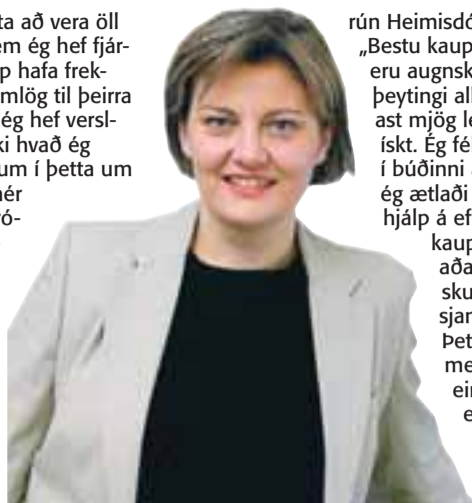 ta að vera öll
em ég hef fjár-
p hafa frek-
mlög til þeirra
ég hef versl-
ki hvað ég
um í þetta um
nér
ó-
rún Heimisdó
„Bestu kaup
eru augnsk
þeytingi all
ast mjög le
ískt. Ég fé
í búðinni a
ég ætlaði
hjálp á ef
kaup
aða
sku
sjan
Þet
me
ein
e